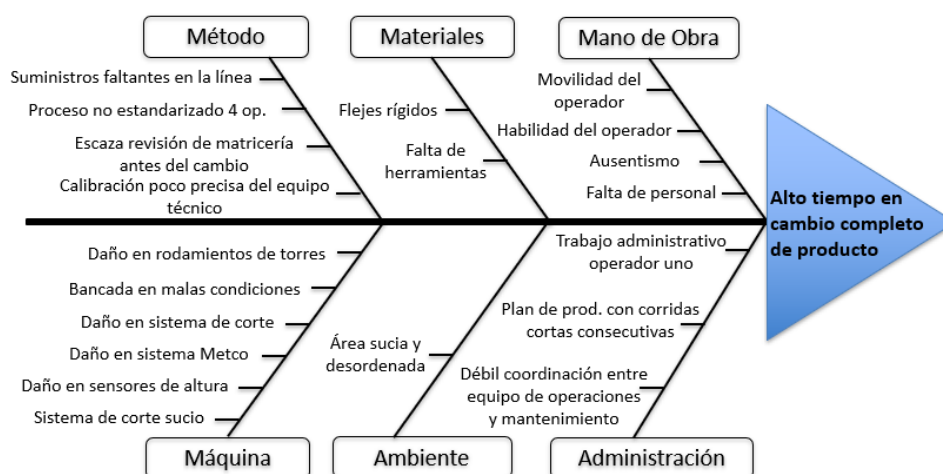 Método
Materiales
Mano de Obra
Suministros faltantes en la línea
Proceso no estandarizado 4 op.
Escaza revisión de matricería
antes del cambio
Calibración poco precisa del equipo
técnico
Flejes rígidos
Falta de
herramientas
Movilidad del
operador
Habilidad del operador
Ausentismo
Falta de personal
Alto tiempo en
cambio completo
de producto
Daño en rodamientos de torres
Bancada en malas condiciones
Daño en sistema de corte
Daño en sistema Metco
Daño en sensores de altura
Sistema de corte sucio
Área sucia y
desordenada
Trabajo administrativo
operador uno
Plan de prod. con corridas
cortas consecutivas
Débil coordinación entre
equipo de operaciones
y mantenimiento
Máquina
Ambiente
Administración